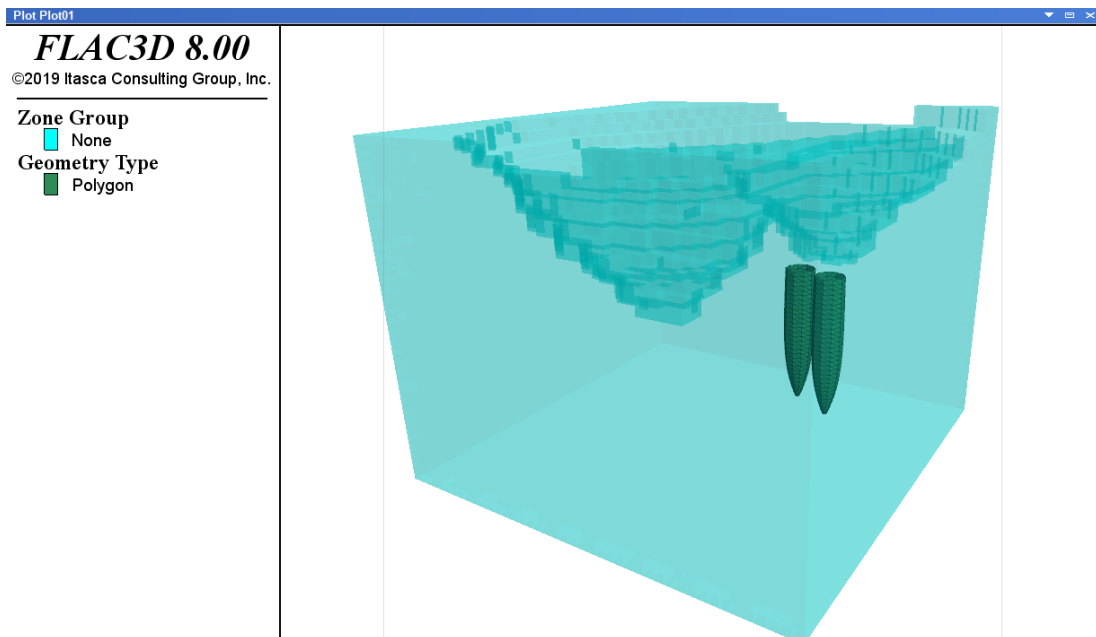 Plot Plot01
FLAC3D 8.00
©2019 Itasca Consulting Group, Inc.
Zone Group
None
Geometry Type
Polygon